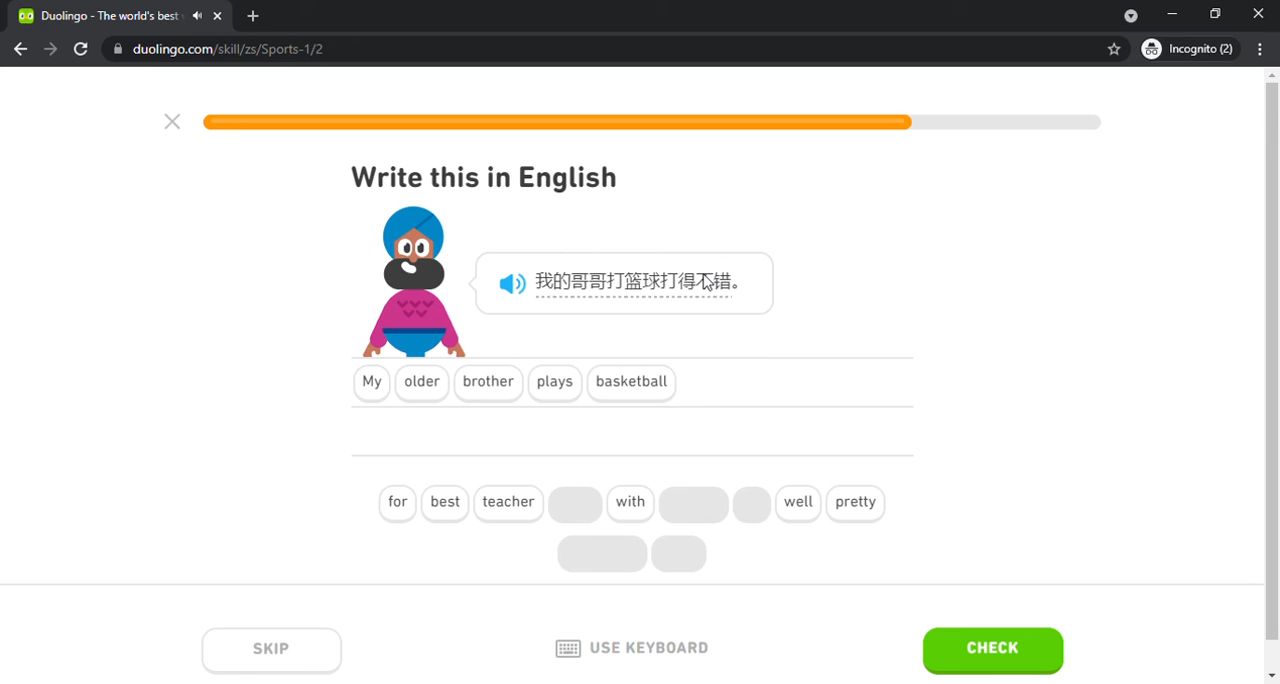 Duolingo - The world's best
duolingo.com/skill/zs/Sports-1/2
Incognito (2)
Write this in English
我的哥哥打篮球打得不错。
My older brother plays basketball
for best teacher with well pretty
SKIP
USE KEYBOARD
CHECK